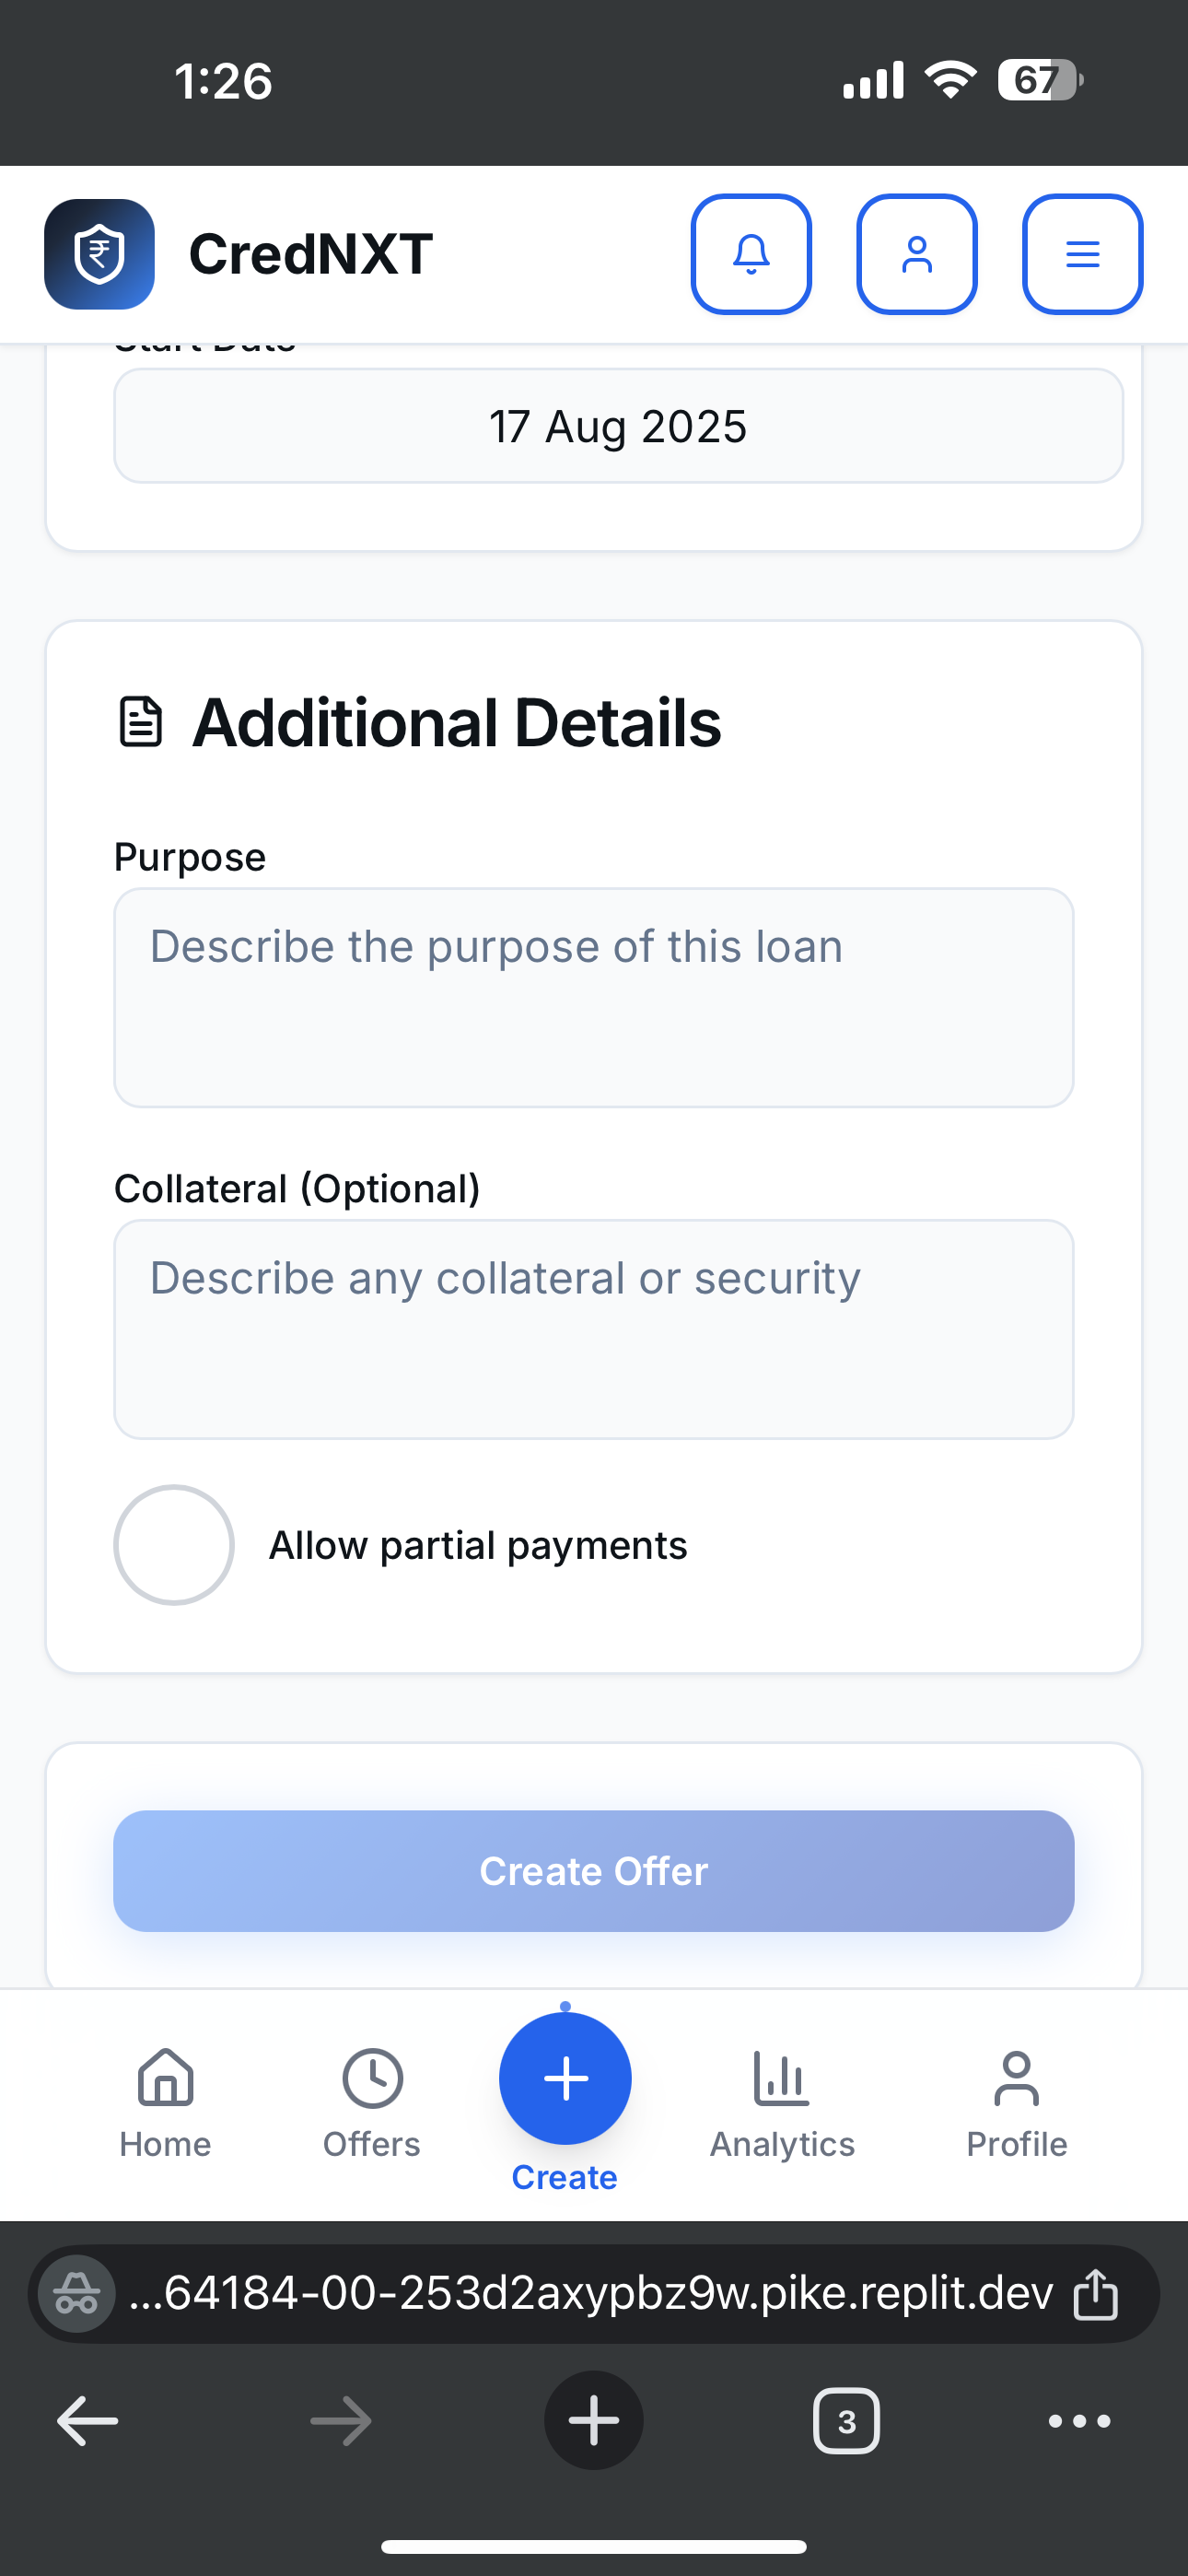 1:26
67
CredNXT
Start Date
17 Aug 2025
Additional Details
Purpose
Describe the purpose of this loan
Collateral (Optional)
Describe any collateral or security
Allow partial payments
Create Offer
Home
Offers
Create
Analytics
Profile
...64184-00-253d2axypbz9w.pike.replit.dev
3